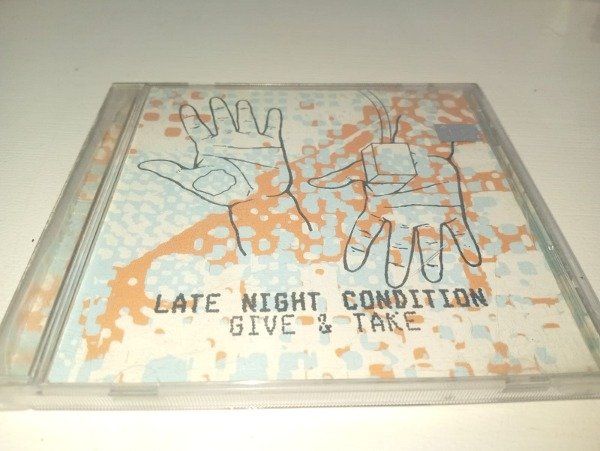 LATE NIGHT CONDITION
GIVE & TAKE